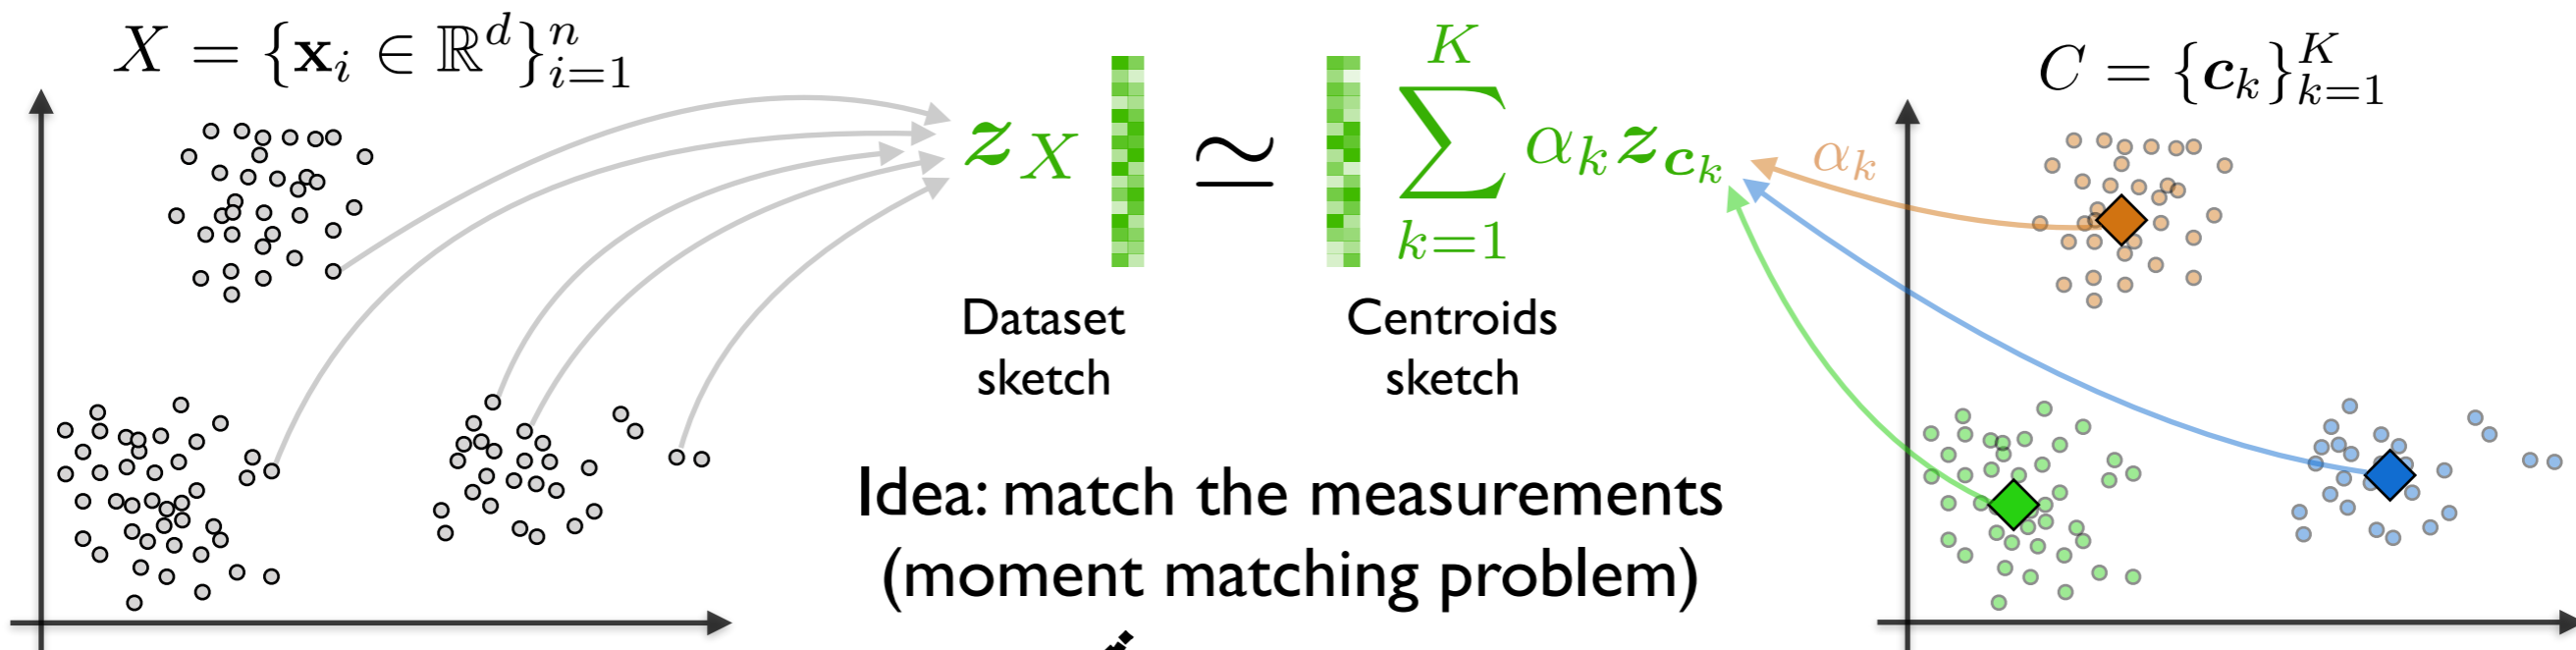 X = {x_i ∈ ℝ^d}_{i=1}^n
z_X ≃ ∑_{k=1}^{K} α_k z_{c_k}
α_k
C = {c_k}_{k=1}^K
Dataset
sketch
Centroids
sketch
Idea: match the measurements
(moment matching problem)